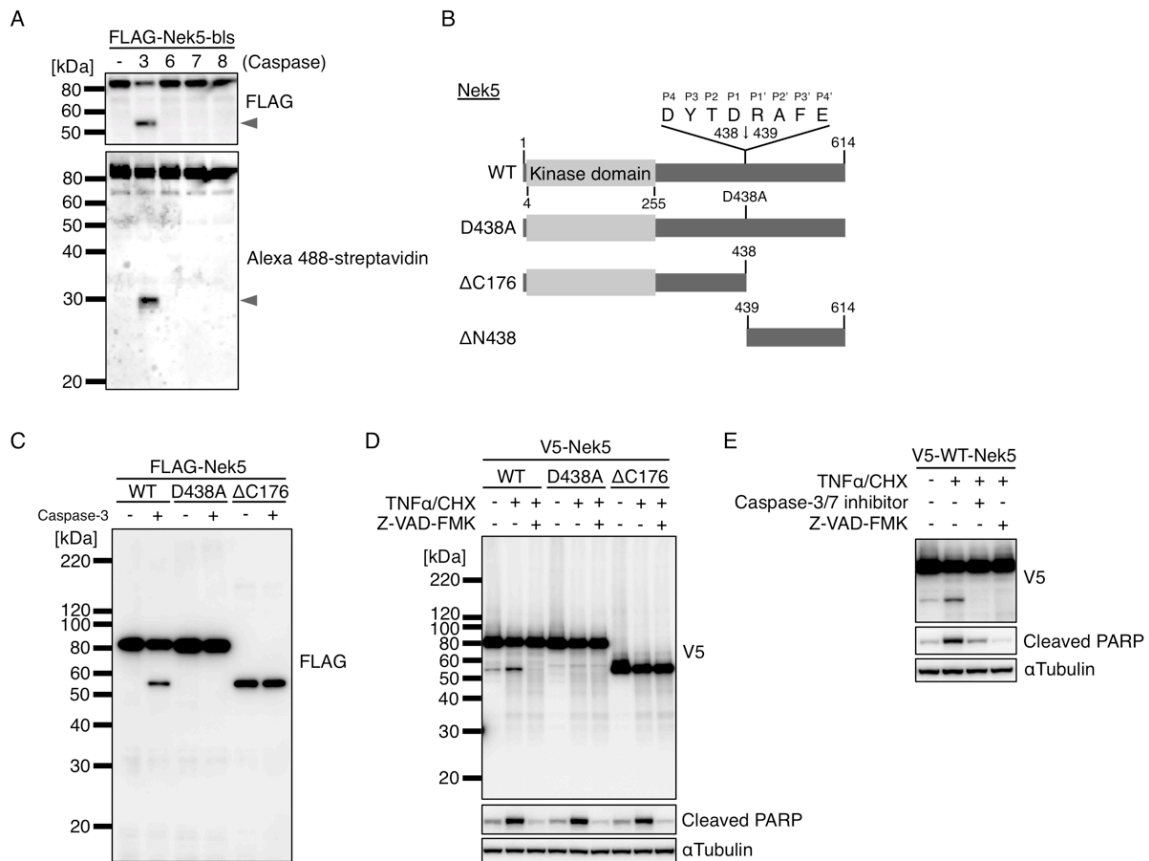 A
FLAG-Nek5-bls
- 3 6 7 8 (Caspase)
[kDa]
80
60
50
FLAG
80
60
50
40
30
20
Alexa 488-streptavidin
B
Nek5
P4 P3 P2 P1 P1' P2' P3' P4'
D Y T D R A F E
438 ↓ 439
1 614
WT Kinase domain
4 255 D438A
D438A
438
ΔC176
439 614
ΔN438
C
FLAG-Nek5
WT D438A ΔC176
Caspase-3 - + - + - +
[kDa]
220
120
100
80
60
50
40
30
20
FLAG
D
V5-Nek5
WT D438A ΔC176
TNFα/CHX - + + - + + - + +
Z-VAD-FMK - - + - - + - - +
[kDa]
220
120
100
80
60
50
40
30
20
V5
Cleaved PARP
αTubulin
E
V5-WT-Nek5
TNFα/CHX - + + +
Caspase-3/7 inhibitor - - + -
Z-VAD-FMK - - - +
V5
Cleaved PARP
αTubulin